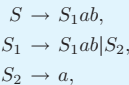 S → S₁ab,
S₁ → S₁ab|S₂,
S₂ → a,